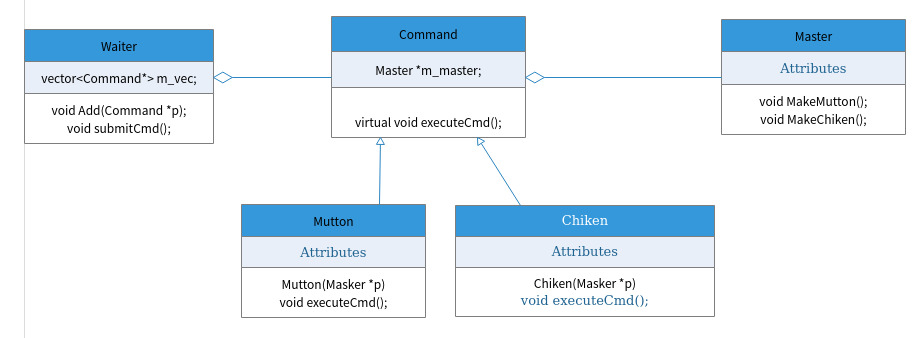 Waiter
vector<Command*> m_vec;
void Add(Command *p);
void submitCmd();
Command
Master *m_master;
virtual void executeCmd();
Master
Attributes
void MakeMutton();
void MakeChiken();
Mutton
Attributes
Mutton(Masker *p)
void executeCmd();
Chiken
Attributes
Chiken(Masker *p)
void executeCmd();